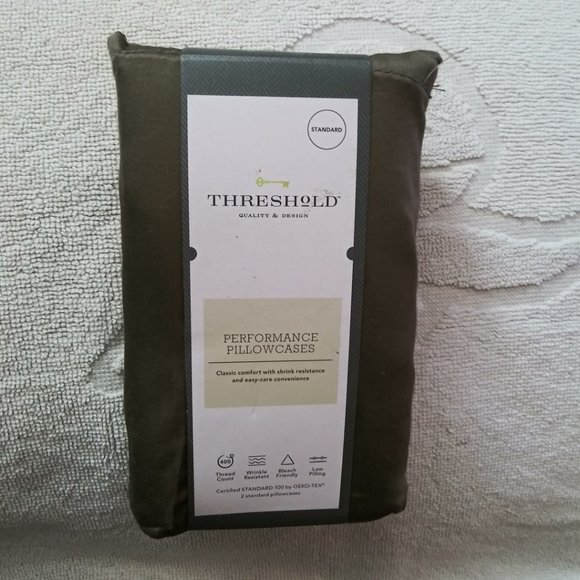 STANDARD
THRESHOLD™
QUALITY & DESIGN
PERFORMANCE
PILLOWCASES
Classic comfort with shrink resistance
and easy-care convenience
400
Thread Count
Wrinkle Resistant
Bleach Friendly
Low Pilling
Certified STANDARD 100 by OEKO-TEX®
2 standard pillowcases